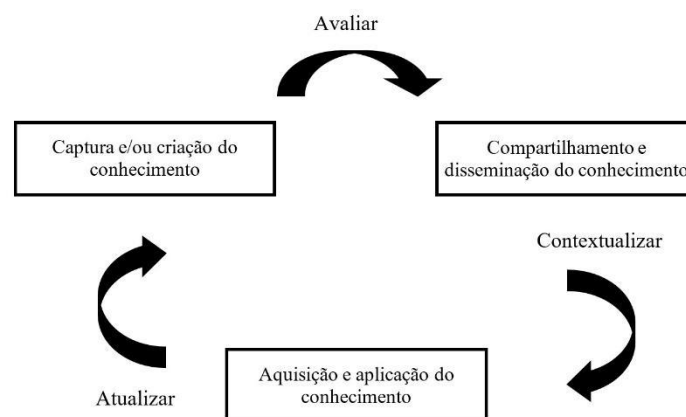 Avaliar
Captura e/ou criação do
conhecimento
Compartilhamento e
disseminação do conhecimento
Contextualizar
Aquisição e aplicação do
conhecimento
Atualizar